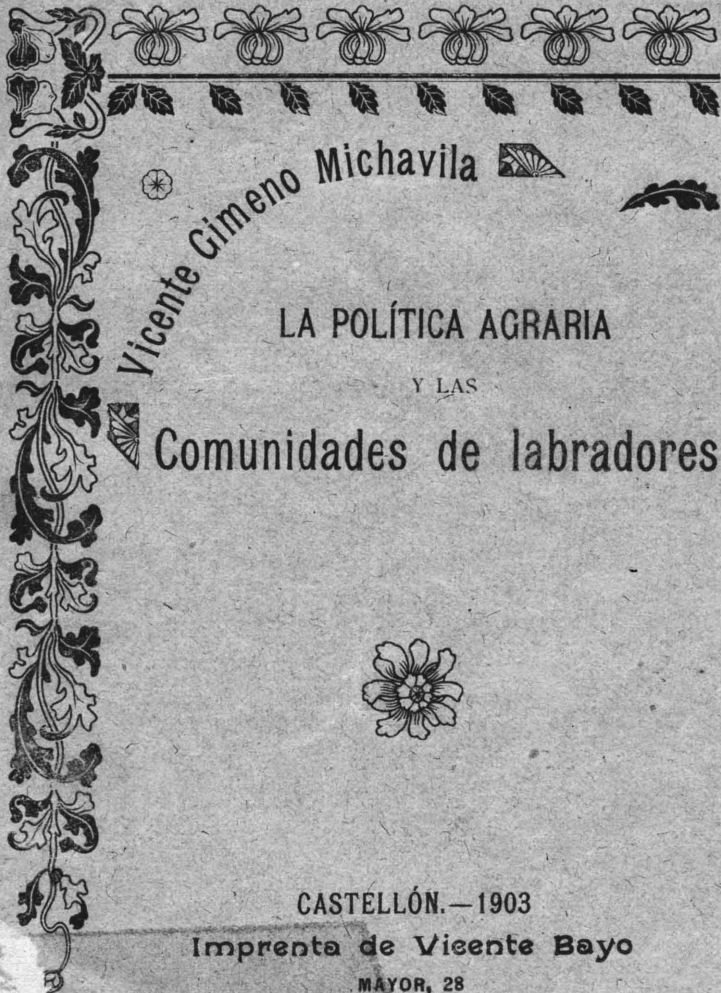 Vicente Gimeno Michavila
LA POLÍTICA AGRARIA
Y LAS
Comunidades de labradores
CASTELLÓN.—1903
Imprenta de Vicente Bayo
MAYOR, 28